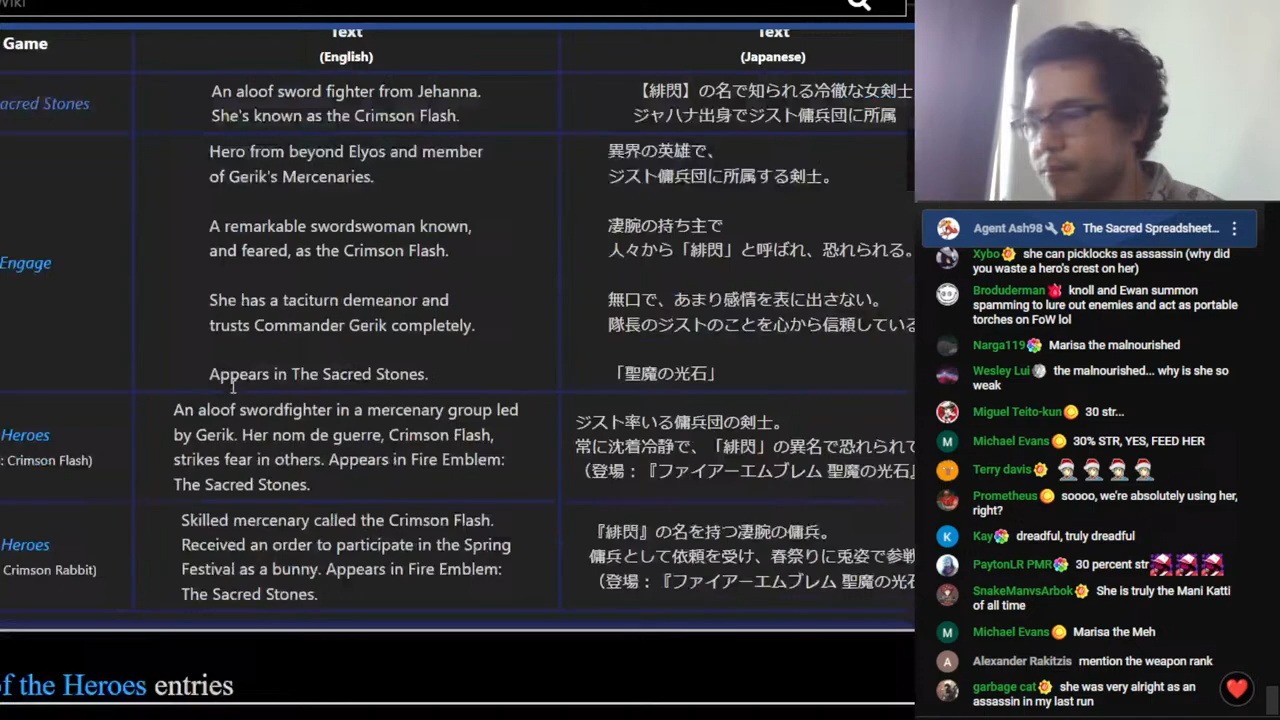 Wiki
Game
Text
(English)
Text
(Japanese)
acred Stones
An aloof sword fighter from Jehanna.
She's known as the Crimson Flash.
【緋閃】の名で知られる冷徹な女剣士
ジャハナ出身でジスト傭兵団に所属
Engage
Hero from beyond Elyos and member
of Gerik's Mercenaries.
A remarkable swordswoman known,
and feared, as the Crimson Flash.
She has a taciturn demeanor and
trusts Commander Gerik completely.
Appears in The Sacred Stones.
異界の英雄で、
ジスト傭兵団に所属する剣士。
凄腕の持ち主で
人々から「緋閃」と呼ばれ、恐れられる。
無口で、あまり感情を表に出さない。
隊長のジストのことを心から信頼している
「聖魔の光石」
Heroes
: Crimson Flash)
An aloof swordfighter in a mercenary group led
by Gerik. Her nom de guerre, Crimson Flash,
strikes fear in others. Appears in Fire Emblem:
The Sacred Stones.
ジスト率いる傭兵団の剣士。
常に沈着冷静で、「緋閃」の異名で恐れられて
（登場：『ファイアーエムブレム 聖魔の光石』
Heroes
Crimson Rabbit)
Skilled mercenary called the Crimson Flash.
Received an order to participate in the Spring
Festival as a bunny. Appears in Fire Emblem:
The Sacred Stones.
『緋閃』の名を持つ凄腕の傭兵。
傭兵として依頼を受け、春祭りに兎姿で参戦
（登場：『ファイアーエムブレム 聖魔の光石
of the Heroes entries
Agent Ash98 The Sacred Spreadsheet...
Xybo she can picklocks as assassin (why did
you waste a hero's crest on her)
Broduderman knoll and Ewan summon
spamming to lure out enemies and act as portable
torches on FoW lol
Narga119 Marisa the malnourished
Wesley Lui the malnourished... why is she so
weak
Miguel Teito-kun 30 str...
M Michael Evans 30% STR, YES, FEED HER
Terry davis
Prometheus soooo, we're absolutely using her,
right?
K Kay dreadful, truly dreadful
PaytonLR PMR 30 percent str
SnakeManvsArbok She is truly the Mani Katti
of all time
M Michael Evans Marisa the Meh
A Alexander Rakitzis mention the weapon rank
garbage cat she was very alright as an
assassin in my last run